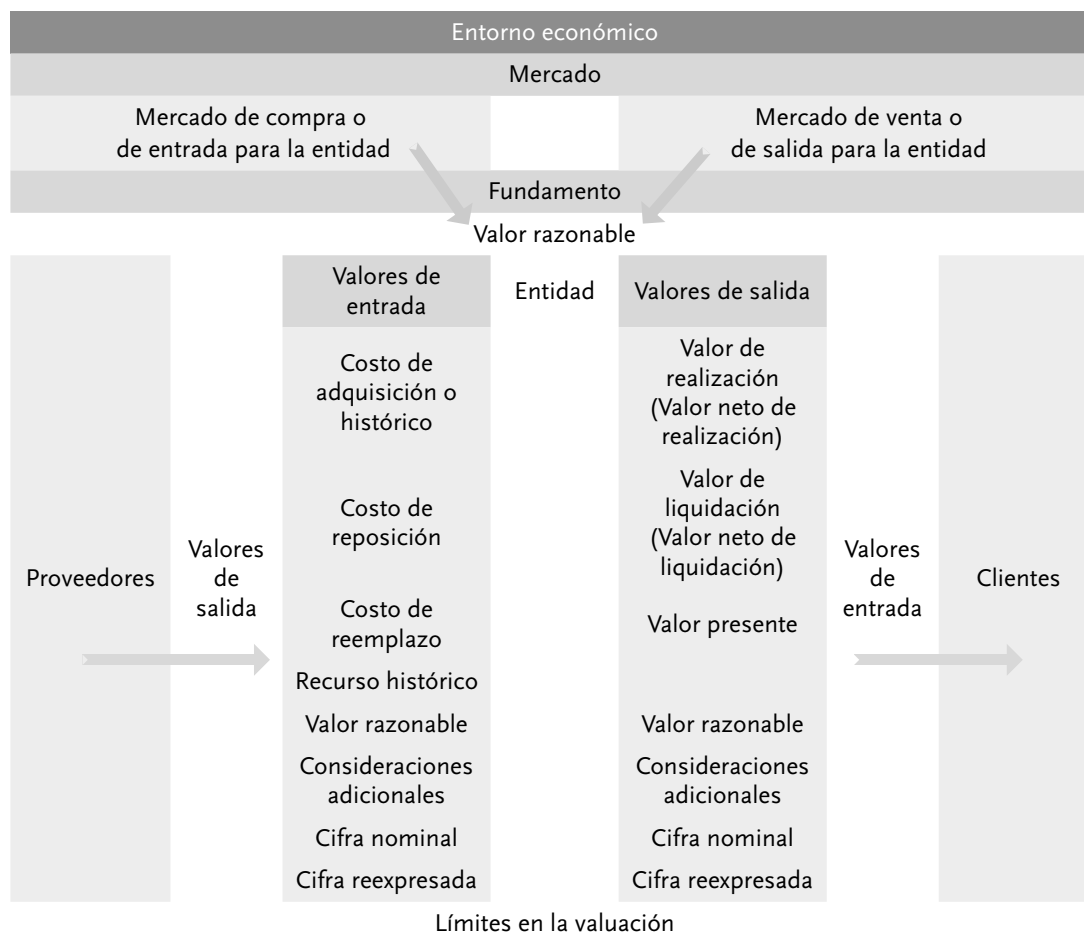 Entorno económico
Mercado
Mercado de compra o
de entrada para la entidad
Mercado de venta o
de salida para la entidad
Fundamento
Valor razonable
Proveedores
Valores
de
salida
Valores de
entrada
Costo de
adquisición o
histórico
Costo de
reposición
Costo de
reemplazo
Recurso histórico
Valor razonable
Consideraciones
adicionales
Cifra nominal
Cifra reexpresada
Entidad
Valores de salida
Valor de
realización
(Valor neto de
realización)
Valor de
liquidación
(Valor neto de
liquidación)
Valor presente
Valor razonable
Consideraciones
adicionales
Cifra nominal
Cifra reexpresada
Valores
de
entrada
Clientes
Límites en la valuación